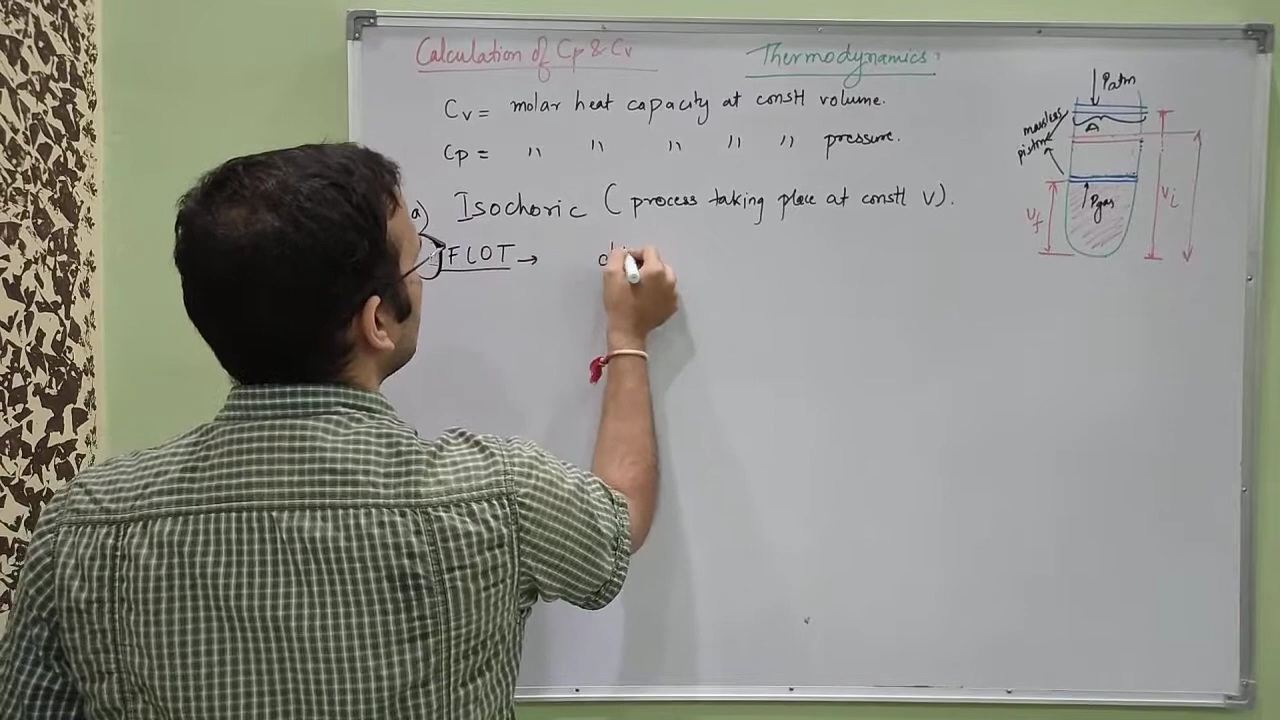 Calculation of Cp & Cv
Thermodynamics.
Cv = molar heat capacity at constt volume.
Cp = " " " " " pressure.
a) Isochoric (process taking place at constt V).
FLOT →
d
Patm
A
massless
piston
Pgas
Vf
Vi